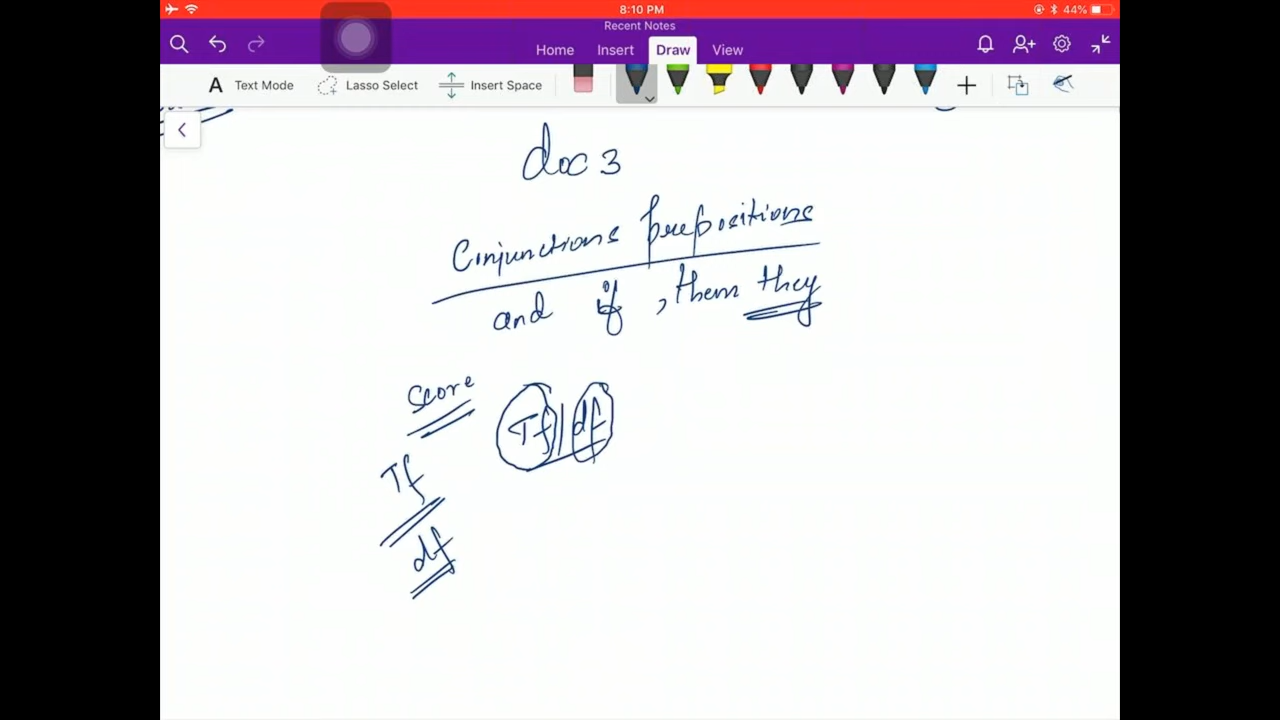 8:10 PM
44%
Recent Notes
Home Insert Draw View
A Text Mode Lasso Select Insert Space
doc 3
Conjunctions prepositions
and if , them they
Score Tf | df
Tf
df